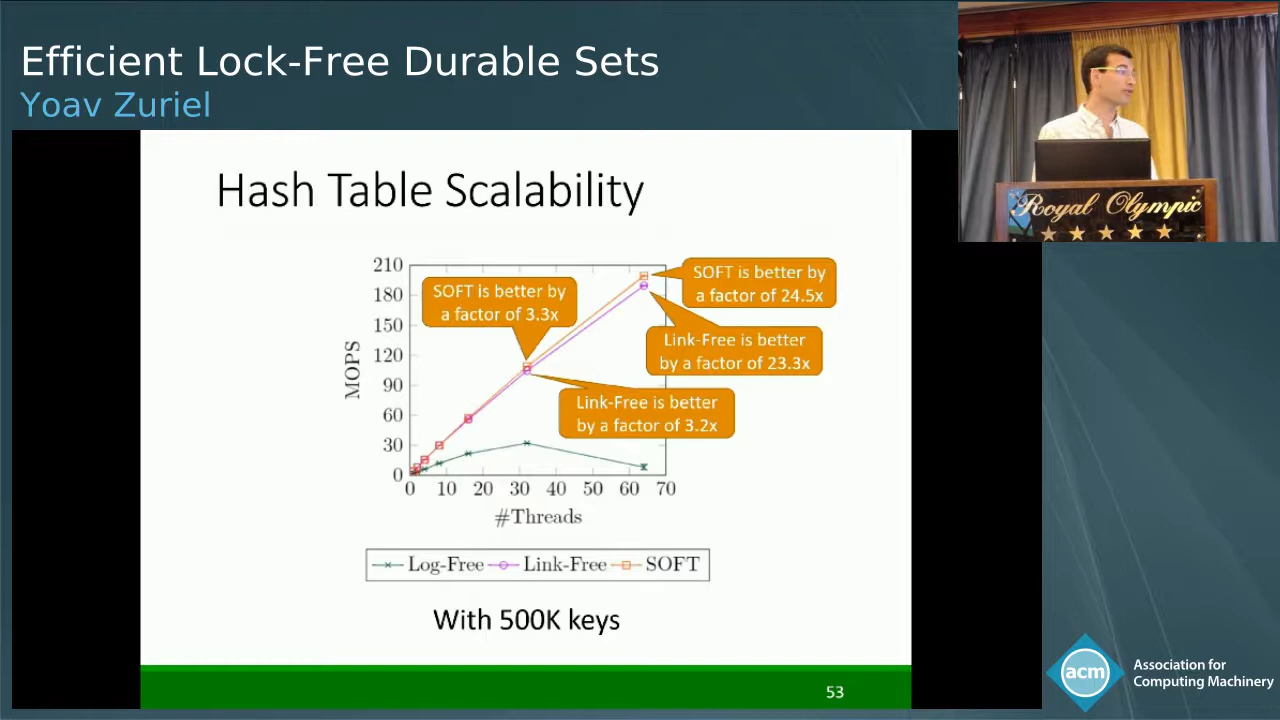 Efficient Lock-Free Durable Sets
Yoav Zuriel
Royal Olympic
Hash Table Scalability
210
180
150
120
90
60
30
0
MOPS
0 10 20 30 40 50 60 70
#Threads
SOFT is better by
a factor of 3.3x
SOFT is better by
a factor of 24.5x
Link-Free is better
by a factor of 23.3x
Link-Free is better
by a factor of 3.2x
Log-Free Link-Free SOFT
With 500K keys
53
acm
Association for
Computing Machinery